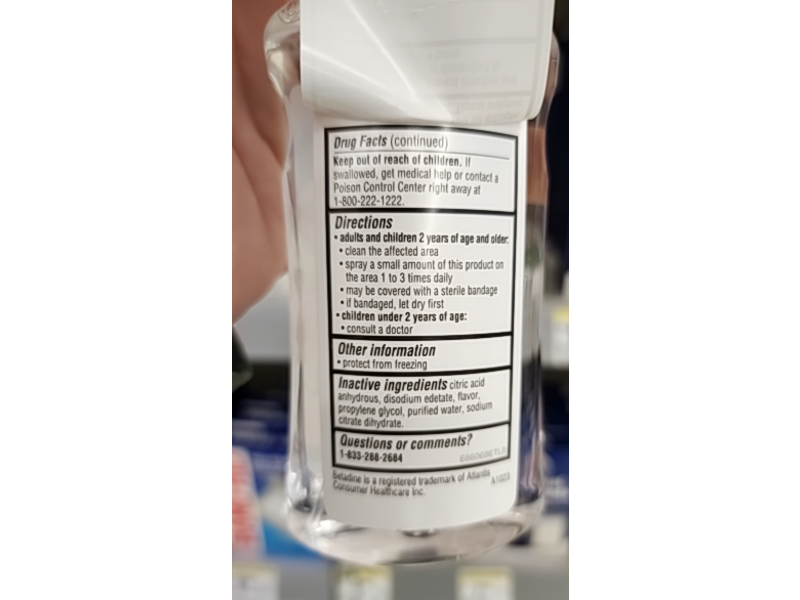 Drug Facts (continued)
Keep out of reach of children. If
swallowed, get medical help or contact a
Poison Control Center right away at
1-800-222-1222.
Directions
• adults and children 2 years of age and older:
• clean the affected area
• spray a small amount of this product on
the area 1 to 3 times daily
• may be covered with a sterile bandage
• if bandaged, let dry first
• children under 2 years of age:
• consult a doctor
Other information
• protect from freezing
Inactive ingredients citric acid
anhydrous, disodium edetate, flavor,
propylene glycol, purified water, sodium
citrate dihydrate.
Questions or comments?
1-833-288-2684
Betadine is a registered trademark of Atlantis
Consumer Healthcare Inc.
A1023